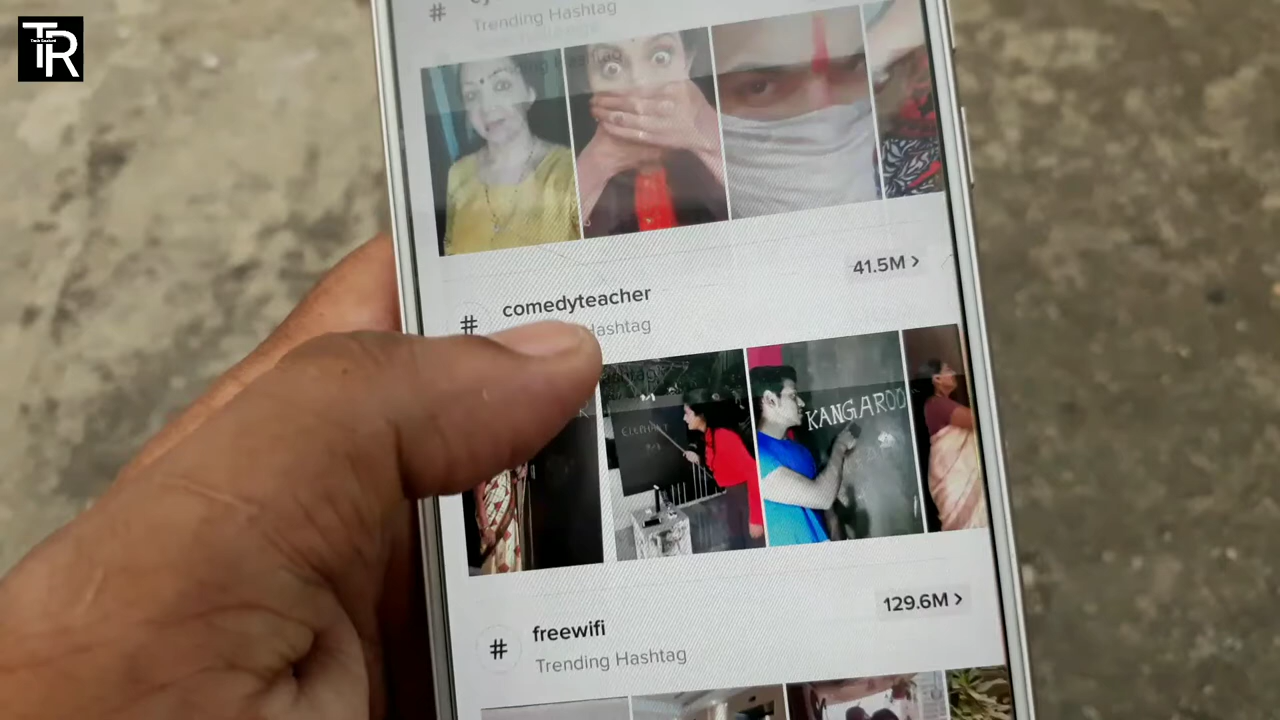 TR
#
Trending Hashtag
41.5M >
# comedyteacher
Hashtag
KANGAROO
129.6M >
# freewifi
Trending Hashtag